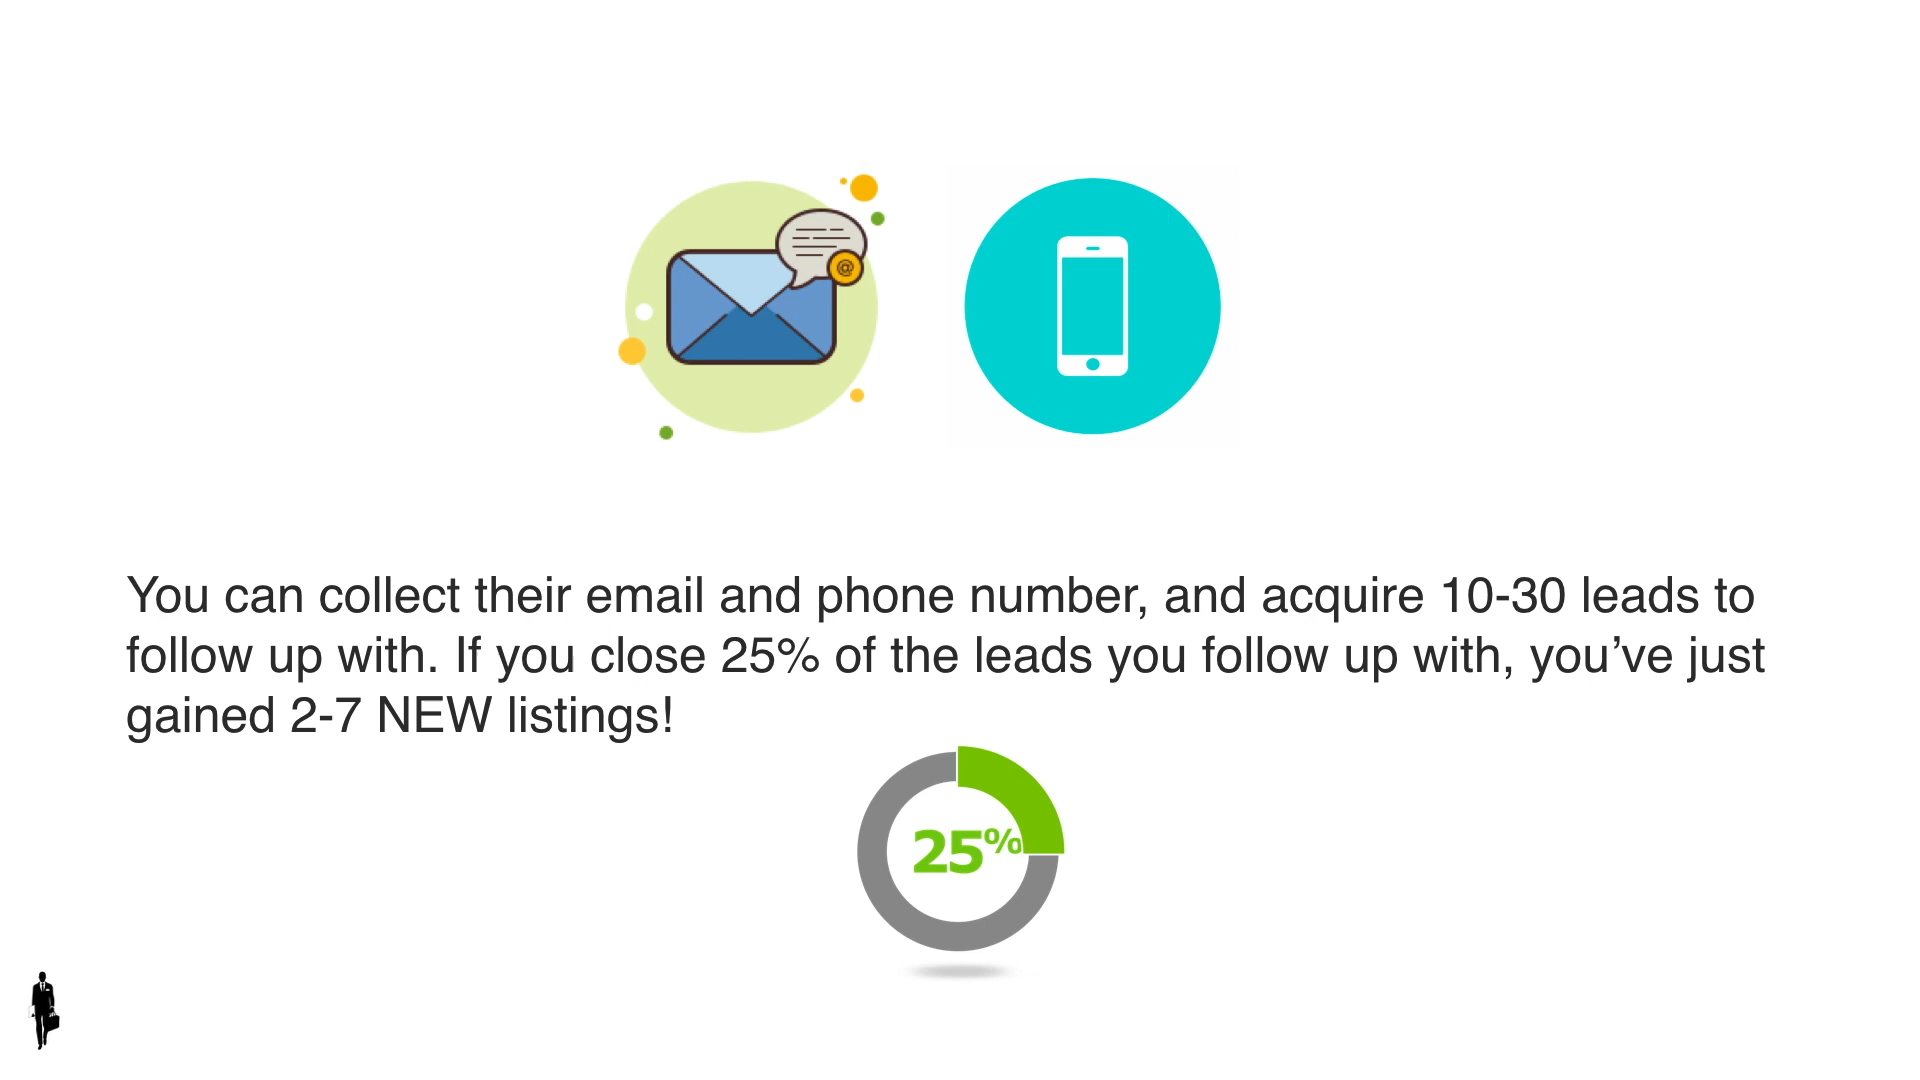 @
You can collect their email and phone number, and acquire 10-30 leads to
follow up with. If you close 25% of the leads you follow up with, you’ve just
gained 2-7 NEW listings!
25%